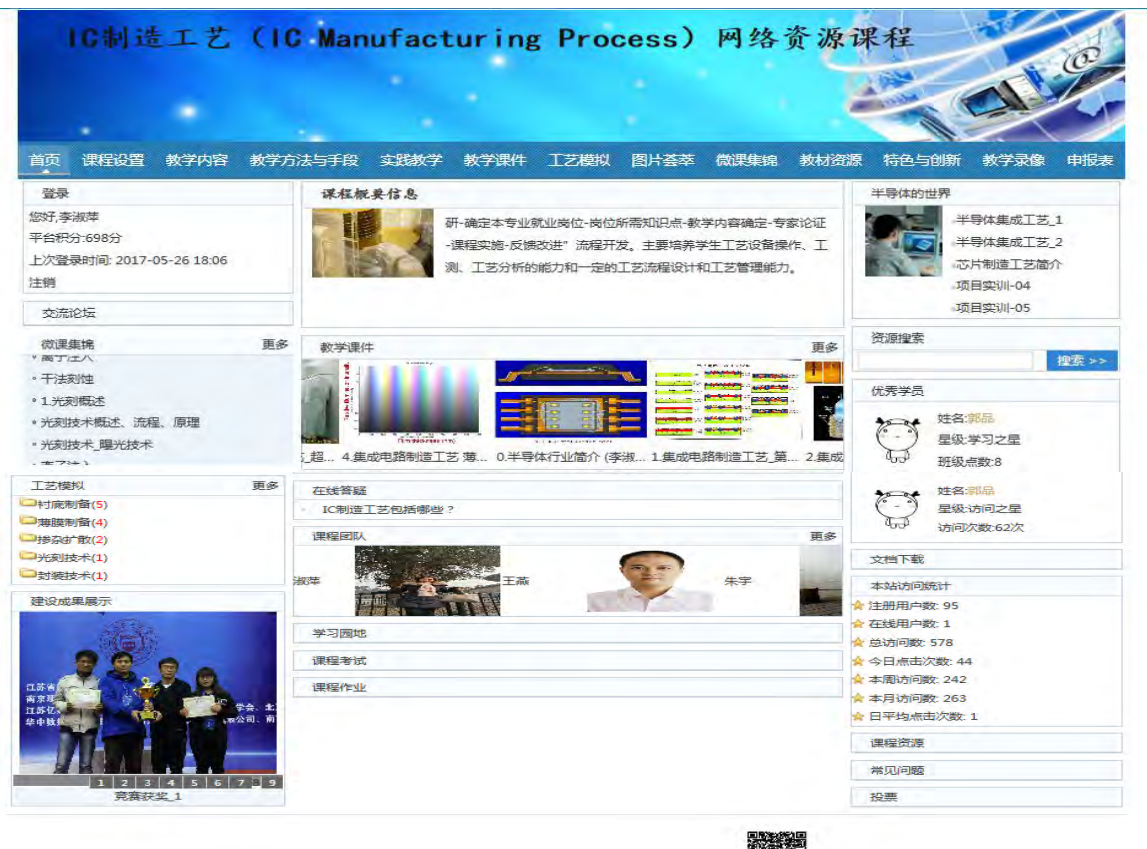 IC制造工艺（IC Manufacturing Process）网络资源课程
首页 课程设置 教学内容 教学方法与手段 实践教学 教学课件 工艺模拟 图片荟萃 微课集锦 教材资源 特色与创新 教学录像 申报表
登录
您好,李淑萍
平台积分:698分
上次登录时间: 2017-05-26 18:06
注销
交流论坛
微课集锦 更多
离子注入
干法刻蚀
1.光刻概述
光刻技术概述、流程、原理
光刻技术_曝光技术
离子注入
工艺模拟 更多
衬底制备(5)
薄膜制备(4)
掺杂扩散(2)
光刻技术(1)
封装技术(1)
建设成果展示
1 2 3 4 5 6 7 8 9
竞赛获奖_1
课程概要信息
研-确定本专业就业岗位-岗位所需知识点-教学内容确定-专家论证
-课程实施-反馈改进”流程开发。主要培养学生工艺设备操作、工
测、工艺分析的能力和一定的工艺流程设计和工艺管理能力。
教学课件 更多
_超... 4.集成电路制造工艺 薄... 0.半导体行业简介 (李淑... 1.集成电路制造工艺_第... 2.集成
在线答疑
IC制造工艺包括哪些？
课程团队 更多
淑萍 王燕 朱宇
学习园地
课程考试
课程作业
半导体的世界
半导体集成工艺_1
半导体集成工艺_2
芯片制造工艺简介
项目实训-04
项目实训-05
资源搜索
搜索 >>
优秀学员
姓名:郭品
星级:学习之星
班级点数:8
姓名:郭品
星级:访问之星
访问次数:62次
文档下载
本站访问统计
注册用户数: 95
在线用户数: 1
总访问数: 578
今日点击次数: 44
本周访问数: 242
本月访问数: 263
日平均点击次数: 1
课程资源
常见问题
投票